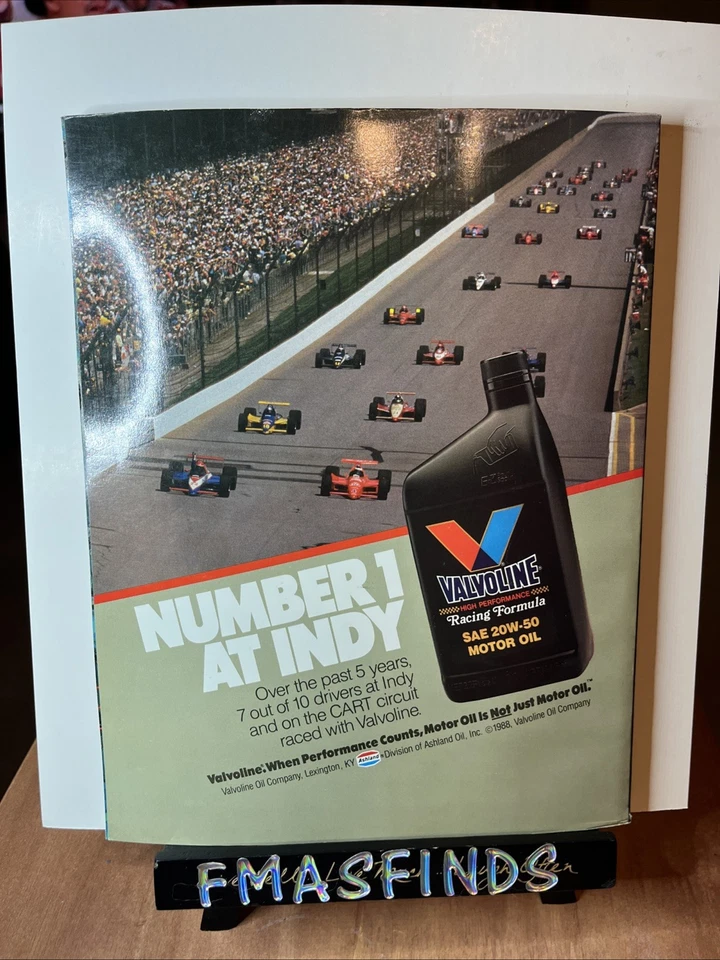 VALVOLINE®
HIGH PERFORMANCE
Racing Formula
SAE 20W-50
MOTOR OIL
NUMBER 1
AT INDY
Over the past 5 years,
7 out of 10 drivers at Indy
and on the CART circuit
raced with Valvoline.
Valvoline®. When Performance Counts, Motor Oil Is Not Just Motor Oil.™
Valvoline Oil Company, Lexington, KY Ashland Division of Ashland Oil, Inc. ©1988, Valvoline Oil Company
FMASFINDS